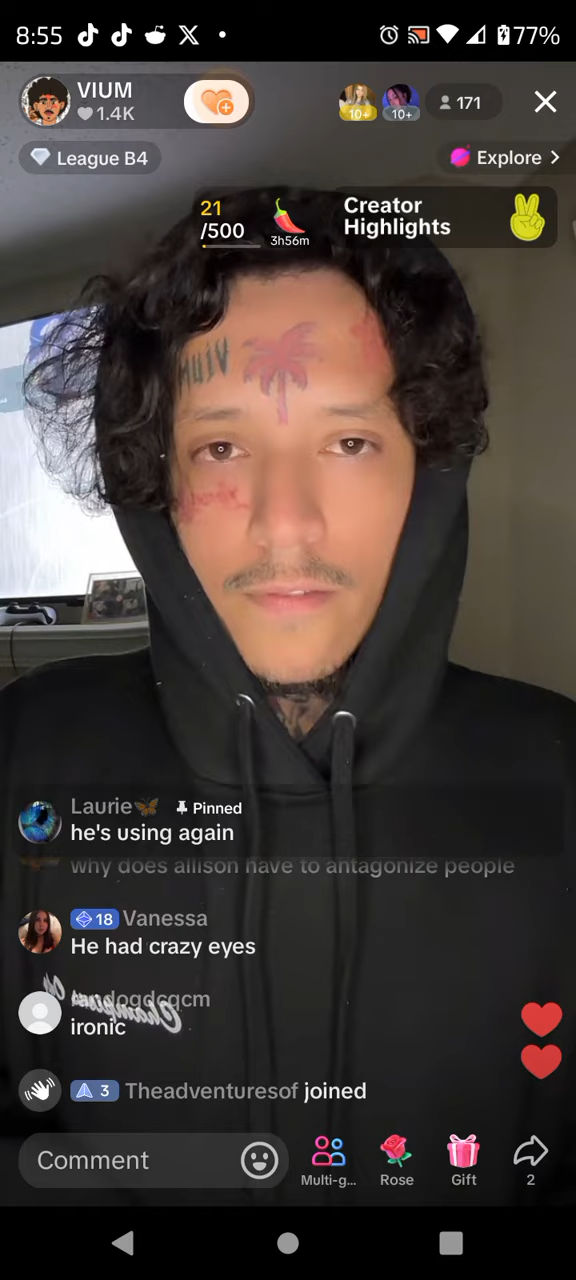 8:55
77%
VIUM
1.4K
10+
10+
171
League B4
Explore
21
/500
3h56m
Creator
Highlights
VIUM
Laurie
Pinned
he's using again
why does allison have to antagonize people
18 Vanessa
He had crazy eyes
Champion
ironic
3 Theadventuresof joined
Comment
Multi-g...
Rose
Gift
2